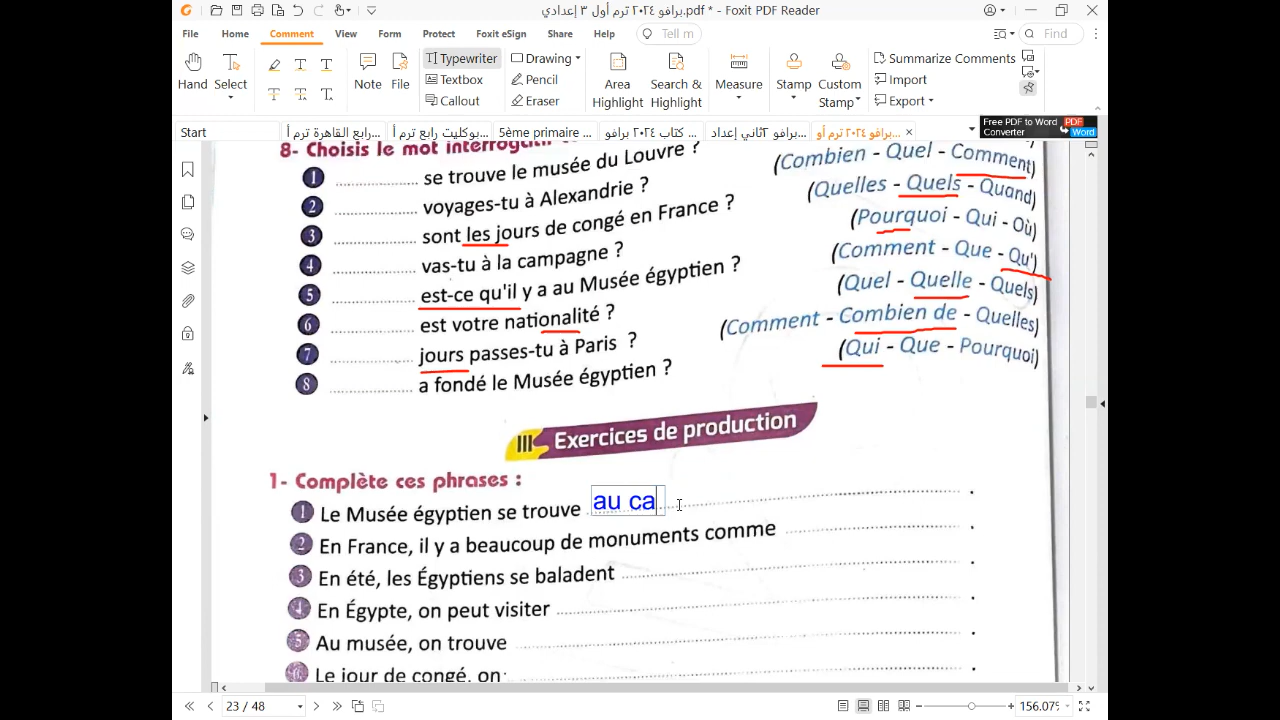 برافو ٢٠٢٤ ترم أول ٣ إعدادي.pdf * - Foxit PDF Reader
File Home Comment View Form Protect Foxit eSign Share Help Tell m Find
Hand Select Note File Typewriter Textbox Callout Drawing Pencil Eraser Area Highlight Search & Highlight Measure Stamp Custom Stamp Summarize Comments Import Export
Start 5ème primaire ... كتاب ٢٠٢٤ برافو
Free PDF to Word Converter PDF Word
8- Choisis le mot interrogatif
1 ............... se trouve le musée du Louvre ?
2 ............... voyages-tu à Alexandrie ? (Combien - Quel - Comment)
3 ............... sont les jours de congé en France ? (Quelles - Quels - Quand)
4 ............... vas-tu à la campagne ? (Pourquoi - Qui - Où)
5 ............... est-ce qu'il y a au Musée égyptien ? (Comment - Que - Qu')
6 ............... est votre nationalité ? (Quel - Quelle - Quels)
7 ............... jours passes-tu à Paris ? (Comment - Combien de - Quelles)
8 ............... a fondé le Musée égyptien ? (Qui - Que - Pourquoi)
III Exercices de production
1- Complète ces phrases :
1 Le Musée égyptien se trouve au ca ............... .
2 En France, il y a beaucoup de monuments comme ............... .
3 En été, les Égyptiens se baladent ............... .
4 En Égypte, on peut visiter ............... .
5 Au musée, on trouve ............... .
6 Le jour de congé, on ............... .
23 / 48 156.07%